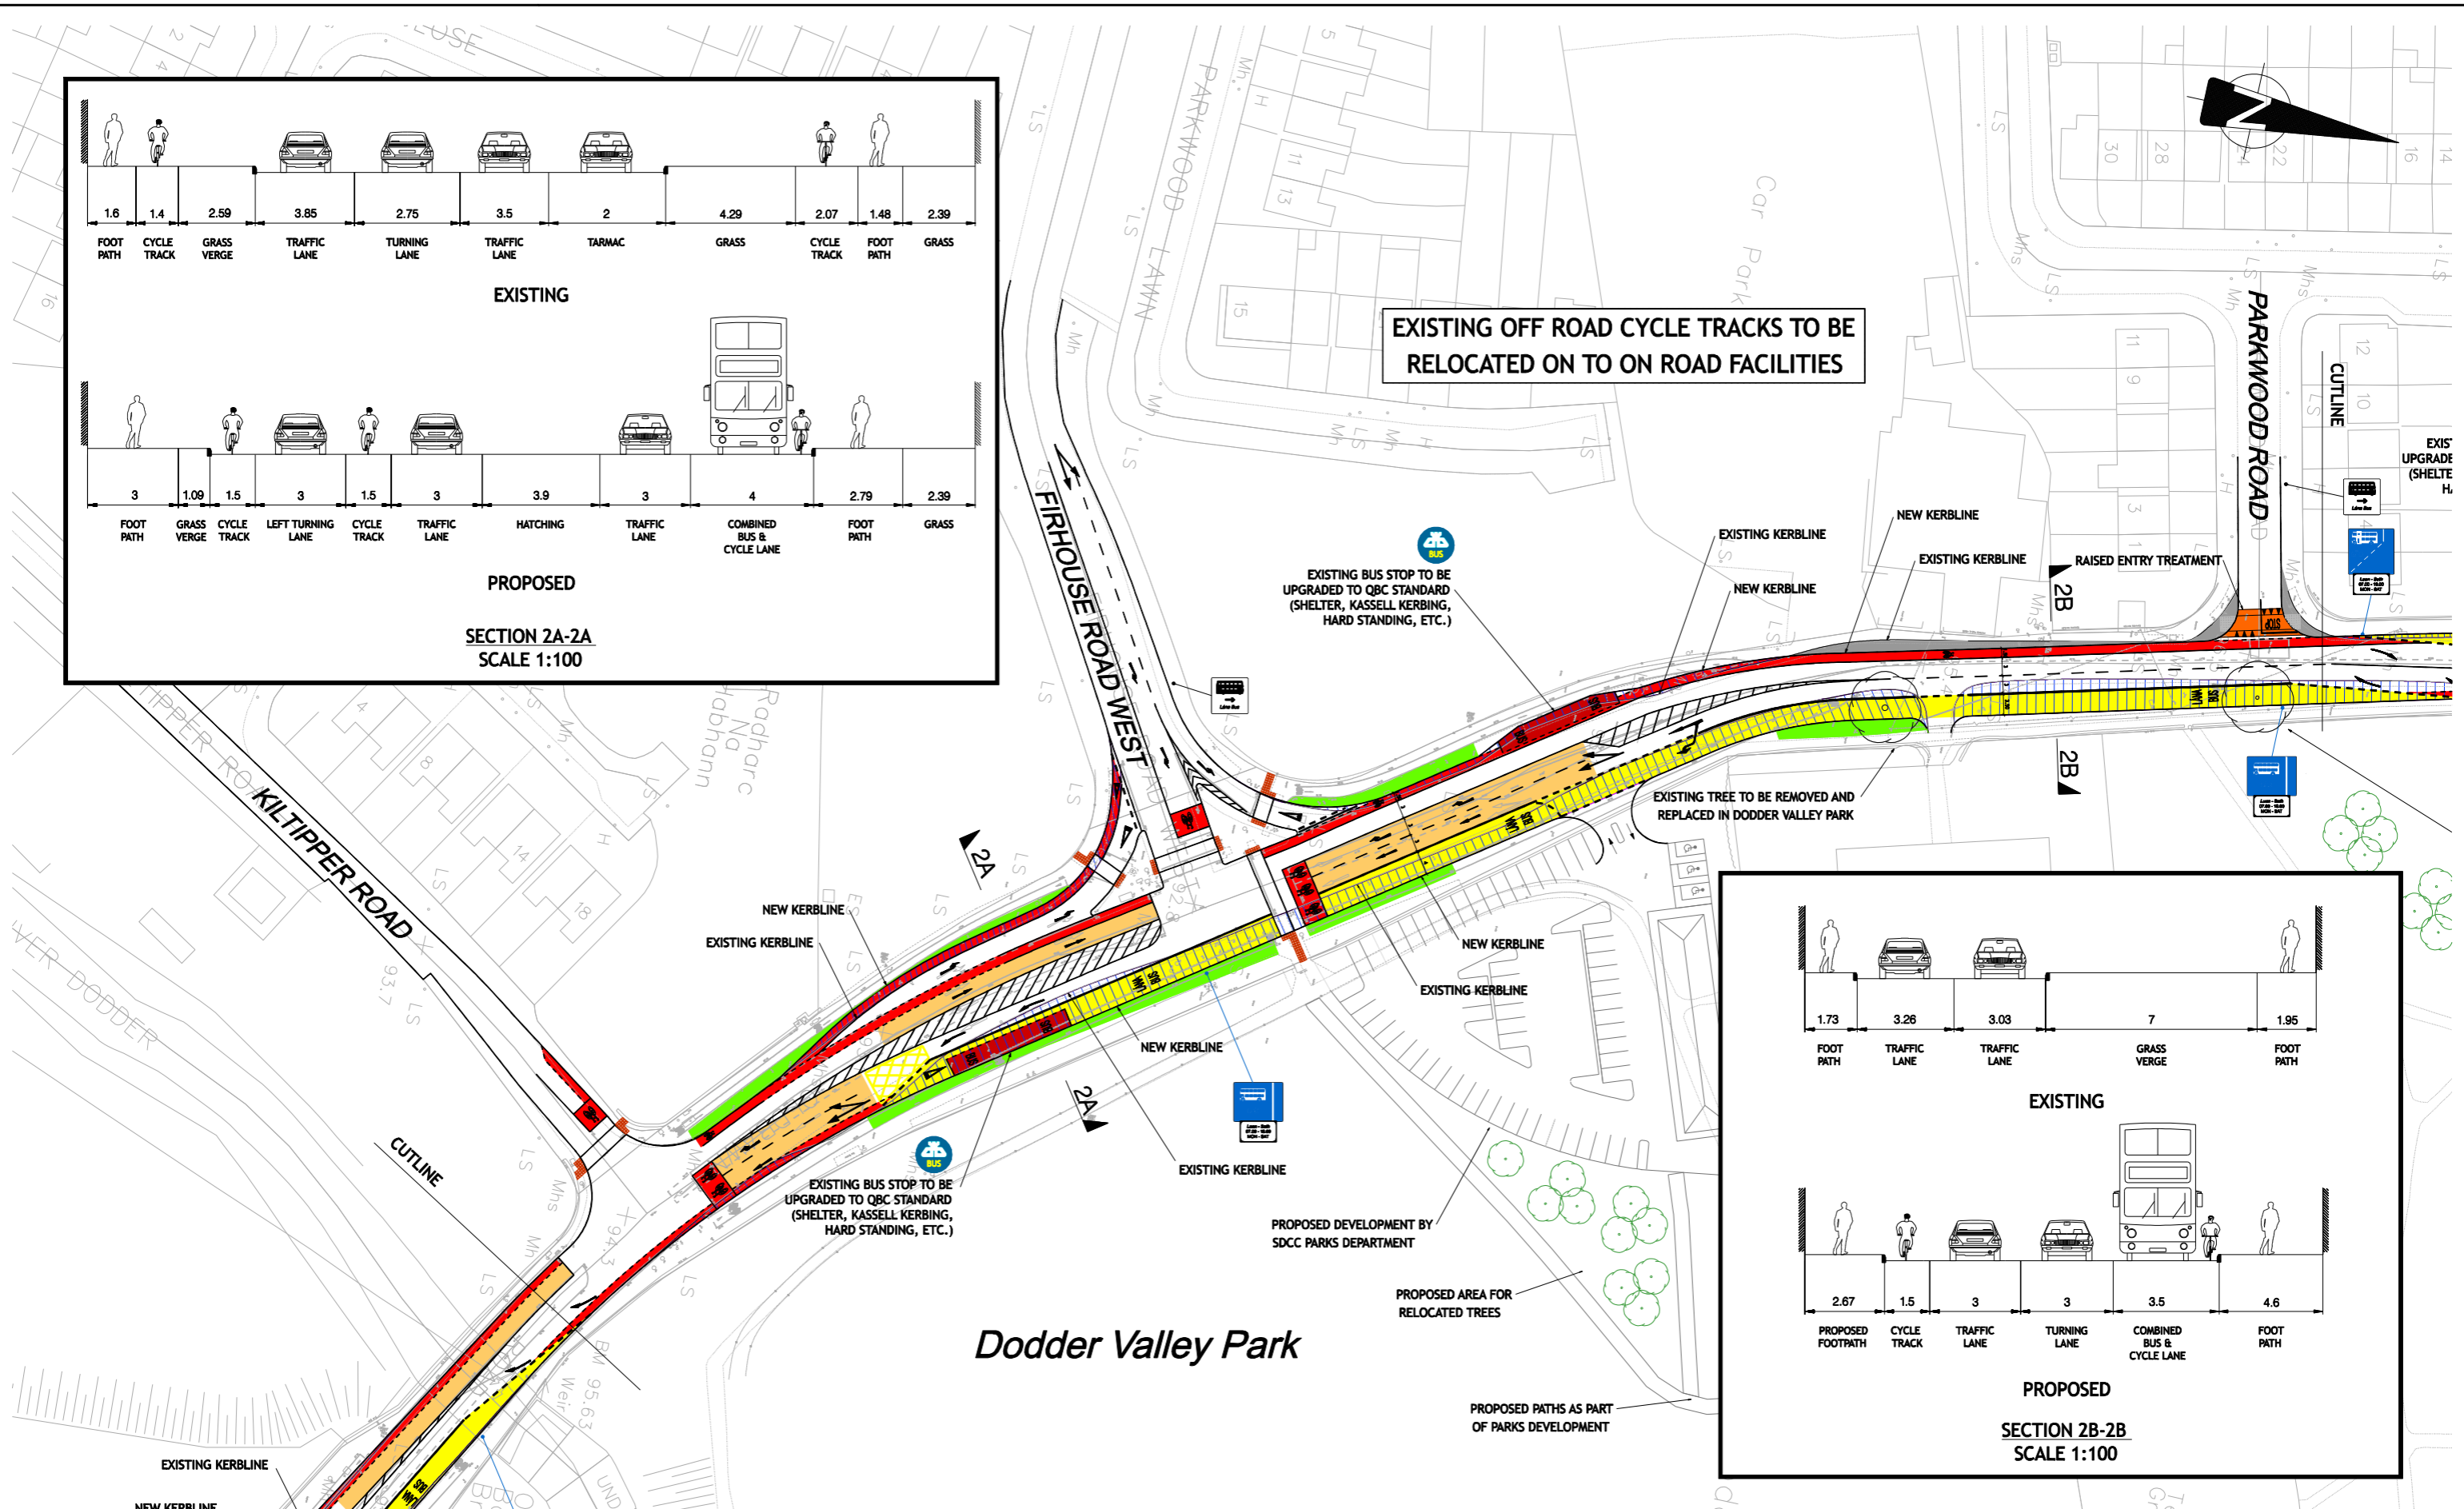 1.6 1.4 2.59 3.85 2.75 3.5 2 4.29 2.07 1.48 2.39
FOOT PATH
CYCLE TRACK
GRASS VERGE
TRAFFIC LANE
TURNING LANE
TRAFFIC LANE
TARMAC
GRASS
CYCLE TRACK
FOOT PATH
GRASS
EXISTING
3 1.09 1.5 3 1.5 3 3.9 3 4 2.79 2.39
FOOT PATH
GRASS VERGE
CYCLE TRACK
LEFT TURNING LANE
CYCLE TRACK
TRAFFIC LANE
HATCHING
TRAFFIC LANE
COMBINED BUS & CYCLE LANE
FOOT PATH
GRASS
PROPOSED
SECTION 2A-2A
SCALE 1:100
PARKWOOD LAWN
Car Park
EXISTING OFF ROAD CYCLE TRACKS TO BE
RELOCATED ON TO ON ROAD FACILITIES
PARKWOOD ROAD
CUTLINE
FIRHOUSE ROAD WEST
BUS
EXISTING BUS STOP TO BE
UPGRADED TO QBC STANDARD
(SHELTER, KASSELL KERBING,
HARD STANDING, ETC.)
EXISTING KERBLINE
NEW KERBLINE
NEW KERBLINE
EXISTING KERBLINE
RAISED ENTRY TREATMENT
2B
2B
STOP
EXISTING TREE TO BE REMOVED AND
REPLACED IN DODDER VALLEY PARK
KILTIPPER ROAD
Radharc
Na
2A
2A
NEW KERBLINE
EXISTING KERBLINE
NEW KERBLINE
EXISTING KERBLINE
NEW KERBLINE
EXISTING KERBLINE
CUTLINE
BUS
EXISTING BUS STOP TO BE
UPGRADED TO QBC STANDARD
(SHELTER, KASSELL KERBING,
HARD STANDING, ETC.)
PROPOSED DEVELOPMENT BY
SDCC PARKS DEPARTMENT
PROPOSED AREA FOR
RELOCATED TREES
PROPOSED PATHS AS PART
OF PARKS DEVELOPMENT
Dodder Valley Park
EXISTING KERBLINE
NEW KERBLINE
BM 95.63
Weir
1.73 3.26 3.03 7 1.95
FOOT PATH
TRAFFIC LANE
TRAFFIC LANE
GRASS VERGE
FOOT PATH
EXISTING
2.67 1.5 3 3 3.5 4.6
PROPOSED FOOTPATH
CYCLE TRACK
TRAFFIC LANE
TURNING LANE
COMBINED BUS & CYCLE LANE
FOOT PATH
PROPOSED
SECTION 2B-2B
SCALE 1:100